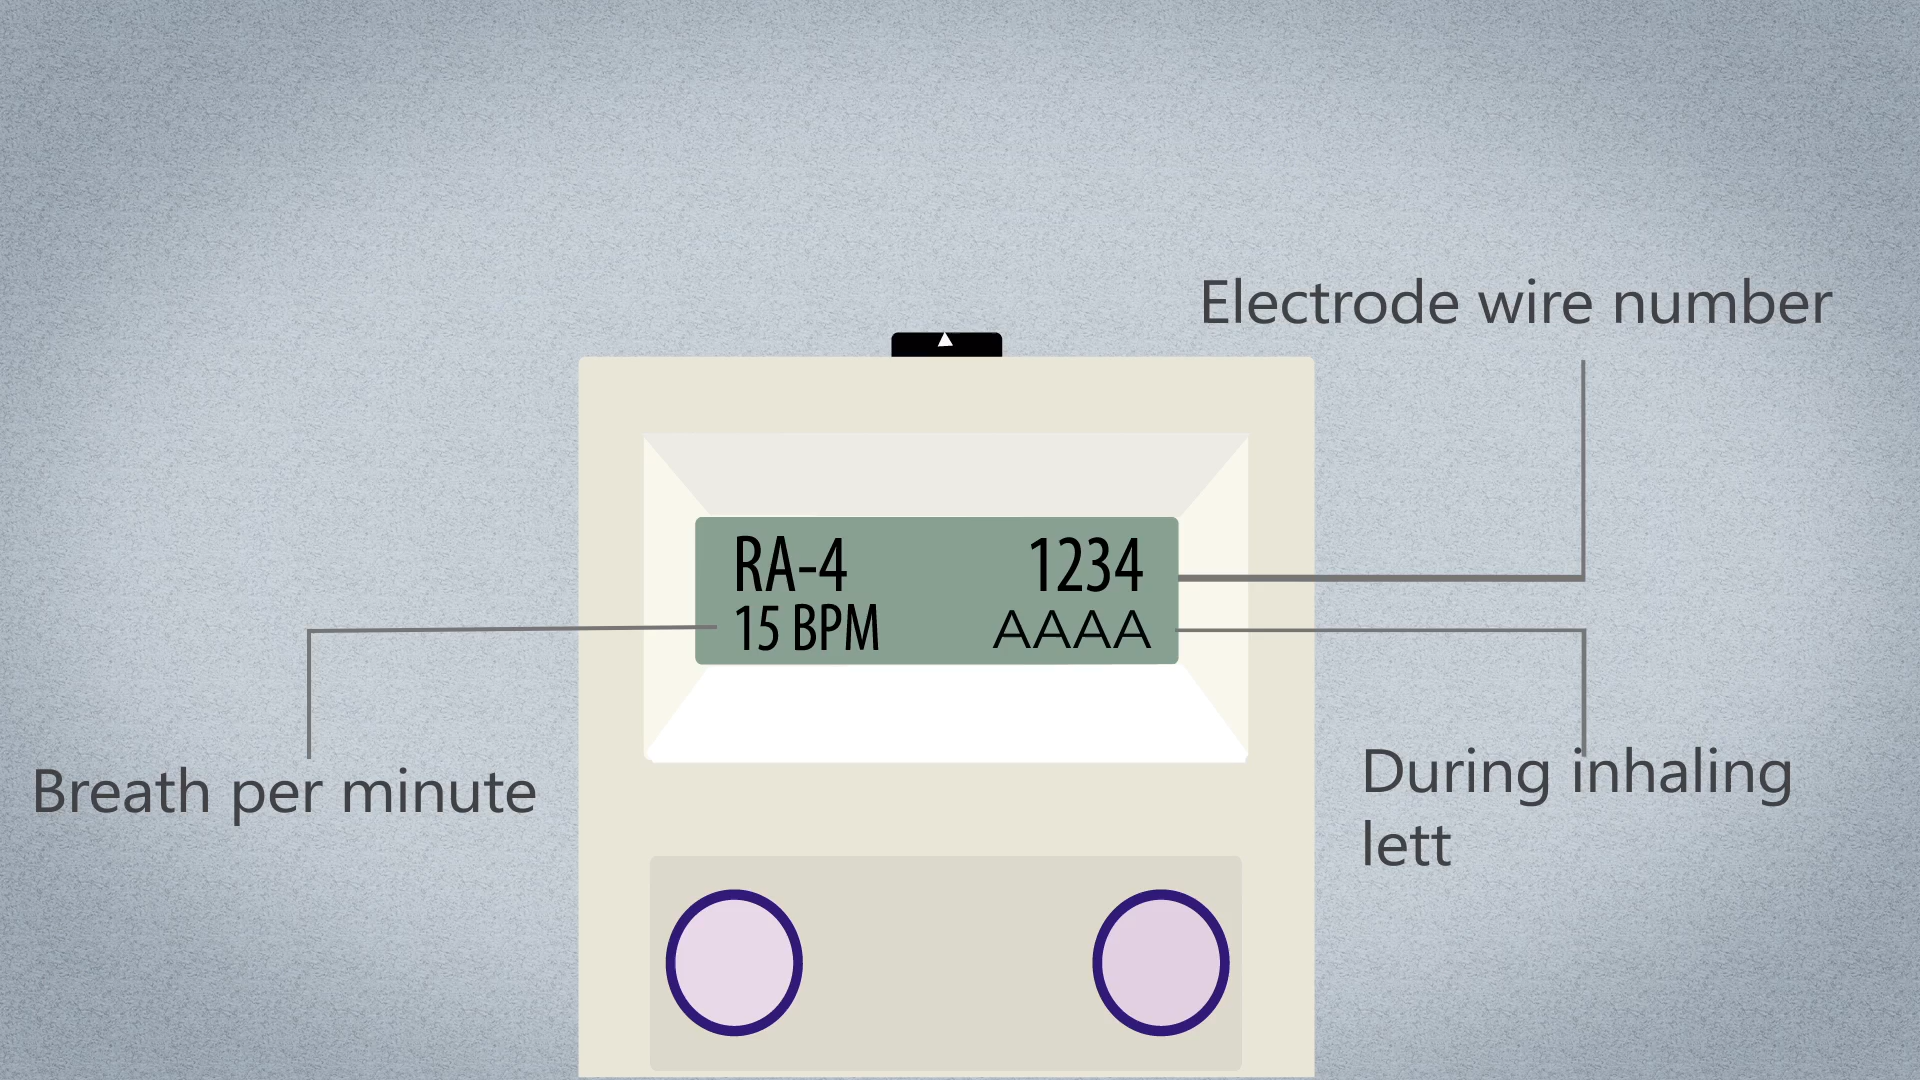 Electrode wire number
RA-4 1234
15 BPM AAAA
Breath per minute
During inhaling
lett